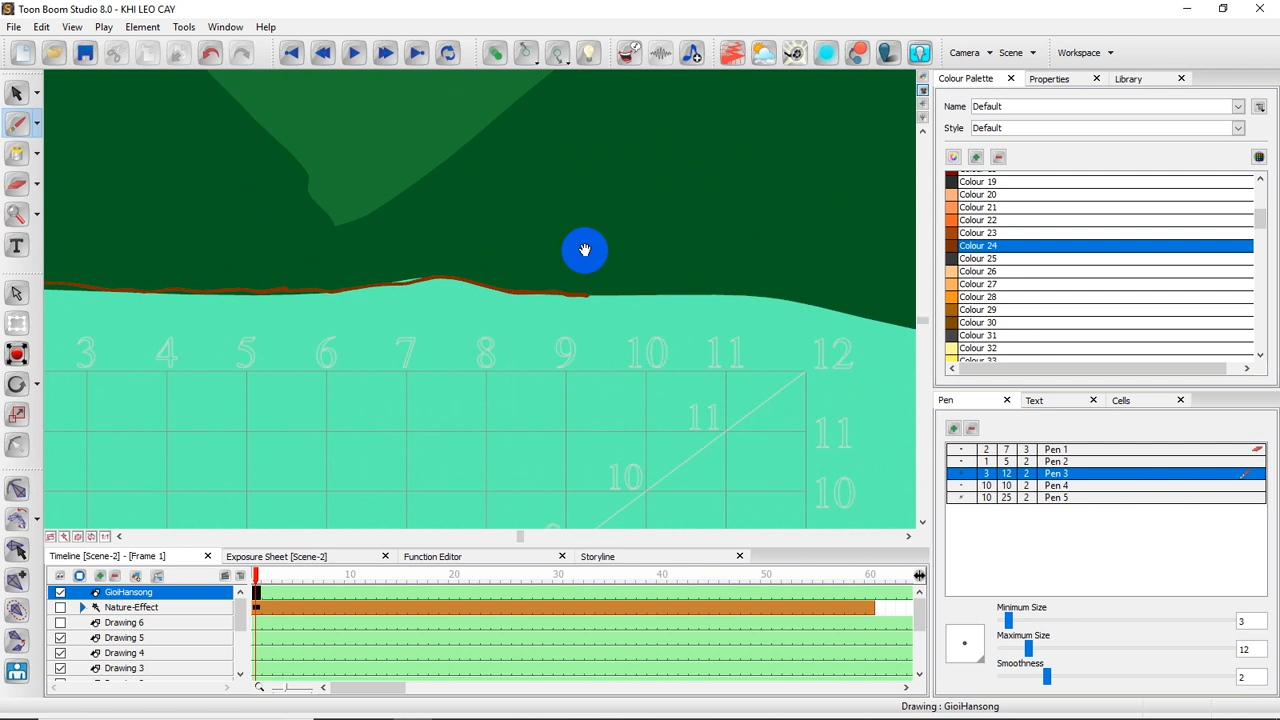 Toon Boom Studio 8.0 - KHI LEO CAY
File Edit View Play Element Tools Window Help
Camera Scene Workspace
Colour Palette Properties Library
Name Default
Style Default
Colour 19
Colour 20
Colour 21
Colour 22
Colour 23
Colour 24
Colour 25
Colour 26
Colour 27
Colour 28
Colour 29
Colour 30
Colour 31
Colour 32
3 4 5 6 7 8 9 10 11 12
11 11
10 10
Pen Text Cells
2 7 3 Pen 1
1 5 2 Pen 2
3 12 2 Pen 3
10 10 2 Pen 4
10 25 2 Pen 5
Minimum Size
3
Maximum Size
12
Smoothness
2
Timeline [Scene-2] - [Frame 1] Exposure Sheet [Scene-2] Function Editor Storyline
10 20 30 40 50 60
GioiHansong
Nature-Effect
Drawing 6
Drawing 5
Drawing 4
Drawing 3
Drawing : GioiHansong